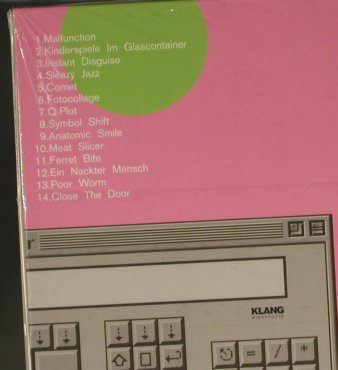 1.Malfunction
2.Kinderspiele Im Glascontainer
3.Instant Disguise
4.Sleazy Jazz
5.Comet
6.Fotocollage
7.Q-Plot
8.Symbol Shift
9.Anatomic Smile
10.Meat Slicer
11.Ferret Bite
12.Ein Nackter Mensch
13.Poor Worm
14.Close The Door
r
KLANG
= / *